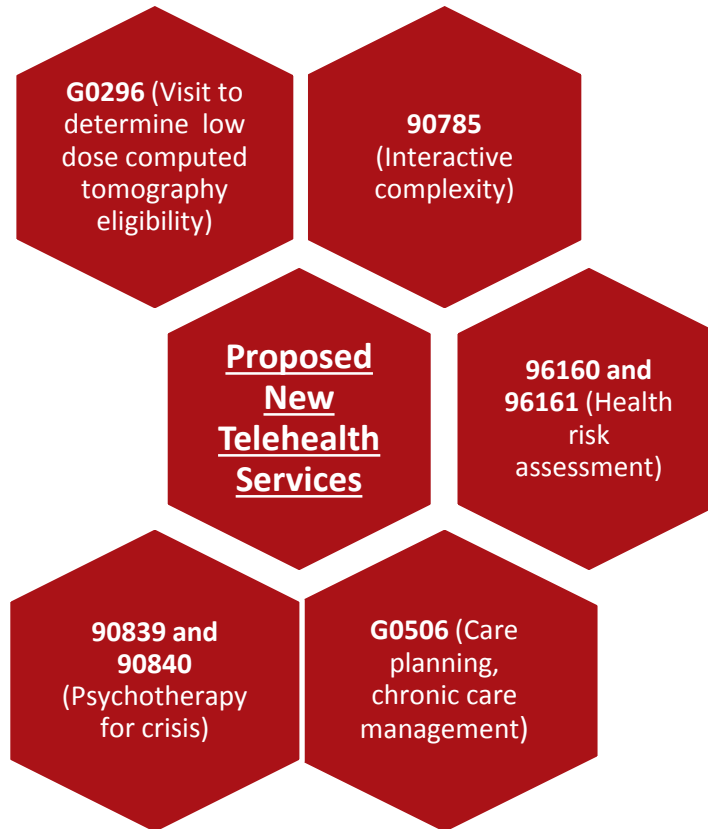 G0296 (Visit to
determine low
dose computed
tomography
eligibility)
90785
(Interactive
complexity)
Proposed
New
Telehealth
Services
96160 and
96161 (Health
risk
assessment)
90839 and
90840
(Psychotherapy
for crisis)
G0506 (Care
planning,
chronic care
management)